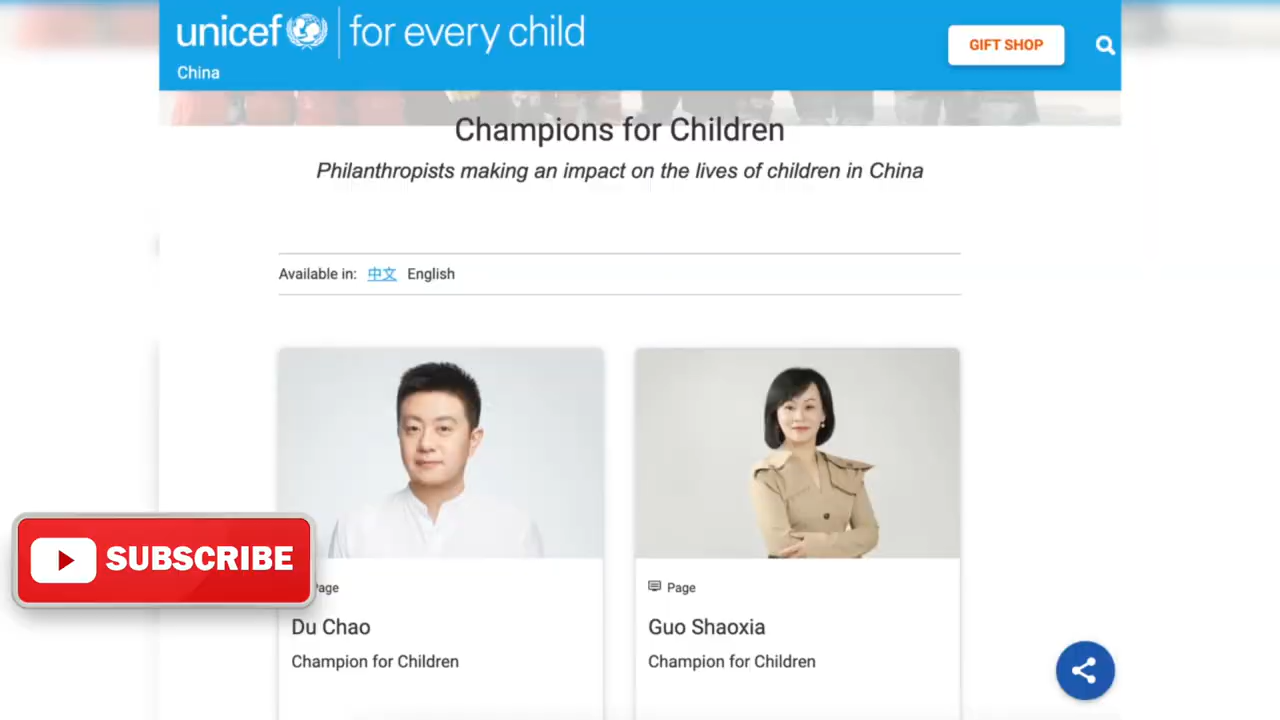 unicef for every child
China
GIFT SHOP
Champions for Children
Philanthropists making an impact on the lives of children in China
Available in: 中文 English
SUBSCRIBE
Page
Page
Du Chao
Guo Shaoxia
Champion for Children
Champion for Children